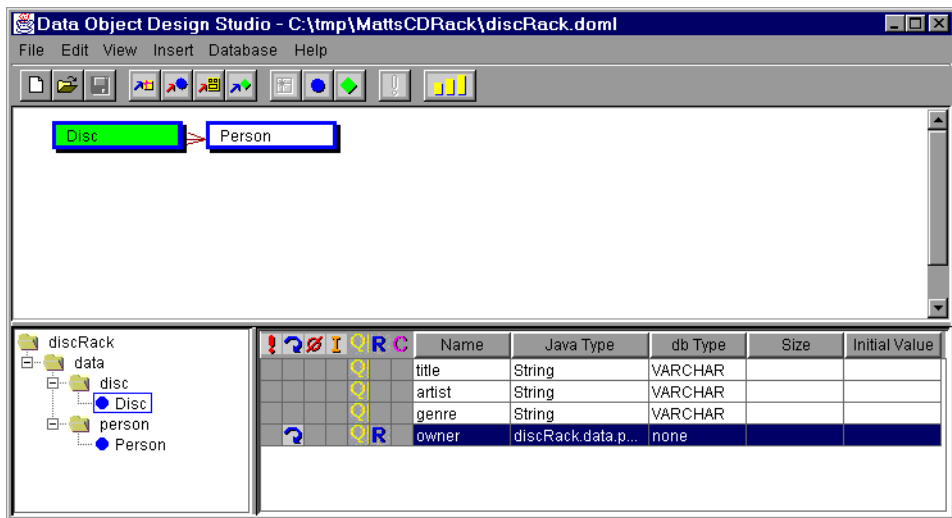 Data Object Design Studio - C:\tmp\MattsCDRack\discRack.doml
File Edit View Insert Database Help
Disc Person
discRack
data
disc
Disc
person
Person
! I Q R C Name Java Type db Type Size Initial Value
Q title String VARCHAR
Q artist String VARCHAR
Q genre String VARCHAR
Q R owner discRack.data.p... none